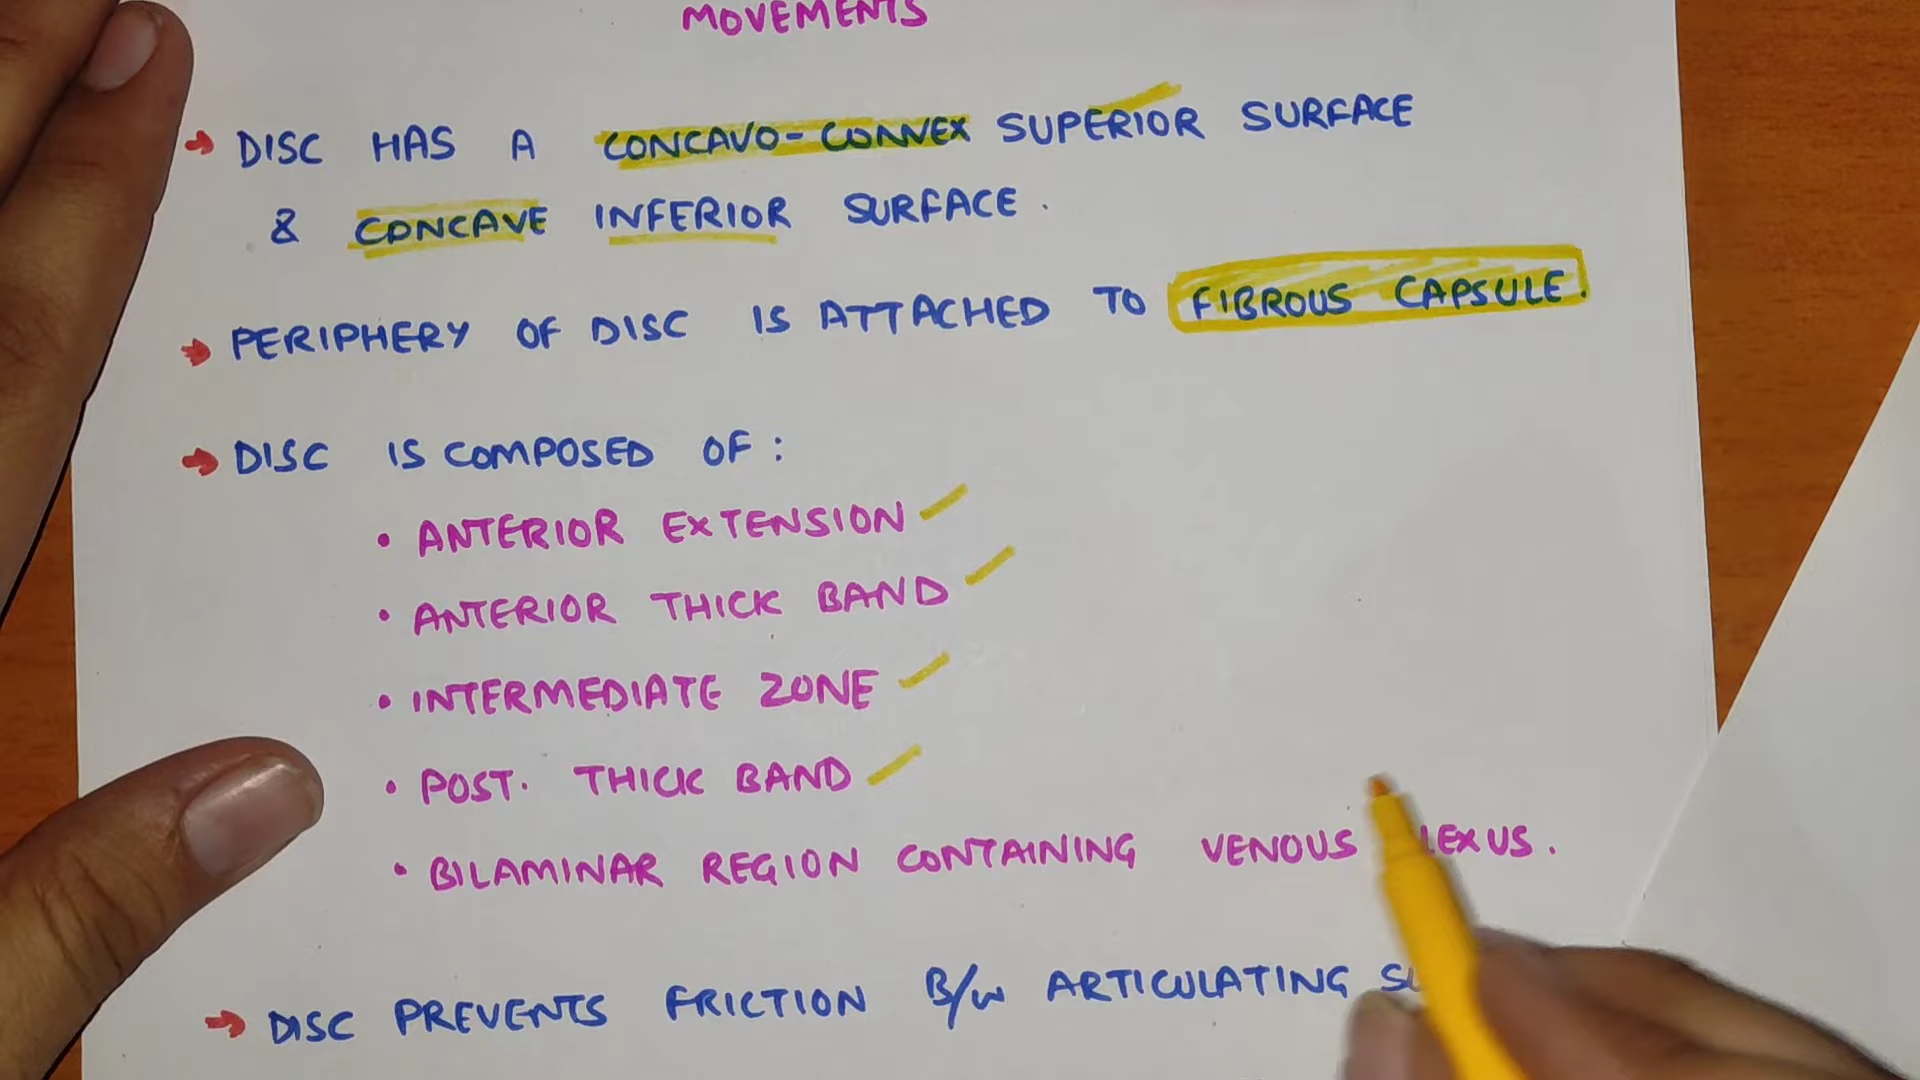 MOVEMENTS
→ DISC HAS A CONCAVO-CONVEX SUPERIOR SURFACE
& CONCAVE INFERIOR SURFACE.
→ PERIPHERY OF DISC IS ATTACHED TO FIBROUS CAPSULE.
→ DISC IS COMPOSED OF:
• ANTERIOR EXTENSION
• ANTERIOR THICK BAND
• INTERMEDIATE ZONE
• POST. THICK BAND
• BILAMINAR REGION CONTAINING VENOUS LEXUS.
→ DISC PREVENTS FRICTION B/W ARTICULATING